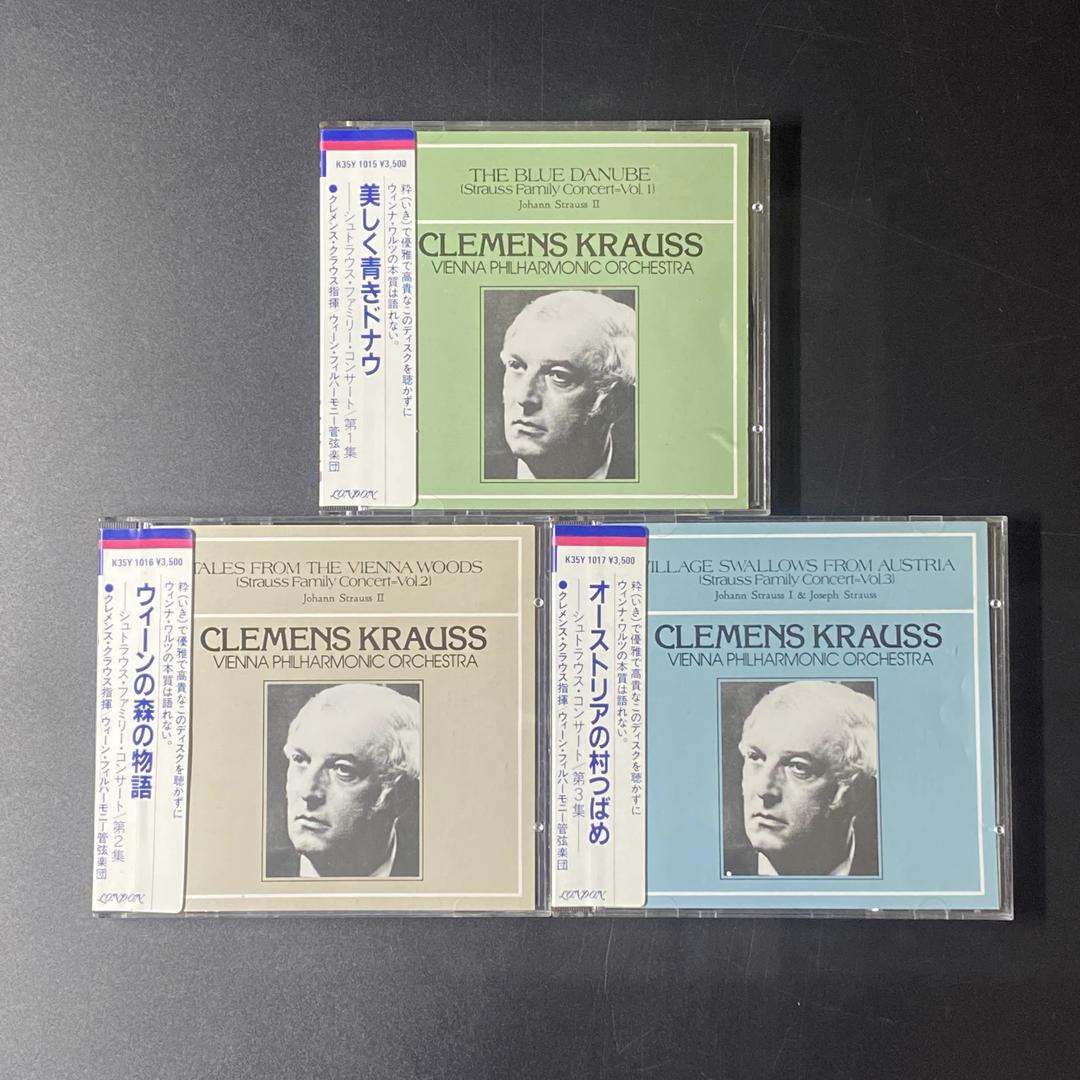 K35Y 1015 ¥3,500
粋(いき)で優雅で高貴なこのディスクを聴かずに
ウィンナ・ワルツの本質は語れない。
美しく青きドナウ
シュトラウス・ファミリー・コンサート/第1集
●クレメンス・クラウス指揮/ウィーン・フィルハーモニー管弦楽団
LONDON
THE BLUE DANUBE
(Strauss Family Concert=Vol. 1)
Johann Strauss II
CLEMENS KRAUSS
VIENNA PHILHARMONIC ORCHESTRA
K35Y 1016 ¥3,500
粋(いき)で優雅で高貴なこのディスクを聴かずに
ウィンナ・ワルツの本質は語れない。
ウィーンの森の物語
シュトラウス・ファミリー・コンサート/第2集
●クレメンス・クラウス指揮/ウィーン・フィルハーモニー管弦楽団
LONDON
TALES FROM THE VIENNA WOODS
(Strauss Family Concert=Vol.2)
Johann Strauss II
CLEMENS KRAUSS
VIENNA PHILHARMONIC ORCHESTRA
K35Y 1017 ¥3,500
粋(いき)で優雅で高貴なこのディスクを聴かずに
ウィンナ・ワルツの本質は語れない。
オーストリアの村つばめ
シュトラウス・コンサート/第3集
●クレメンス・クラウス指揮/ウィーン・フィルハーモニー管弦楽団
LONDON
VILLAGE SWALLOWS FROM AUSTRIA
(Strauss Family Concert=Vol.3)
Johann Strauss I & Joseph Strauss
CLEMENS KRAUSS
VIENNA PHILHARMONIC ORCHESTRA